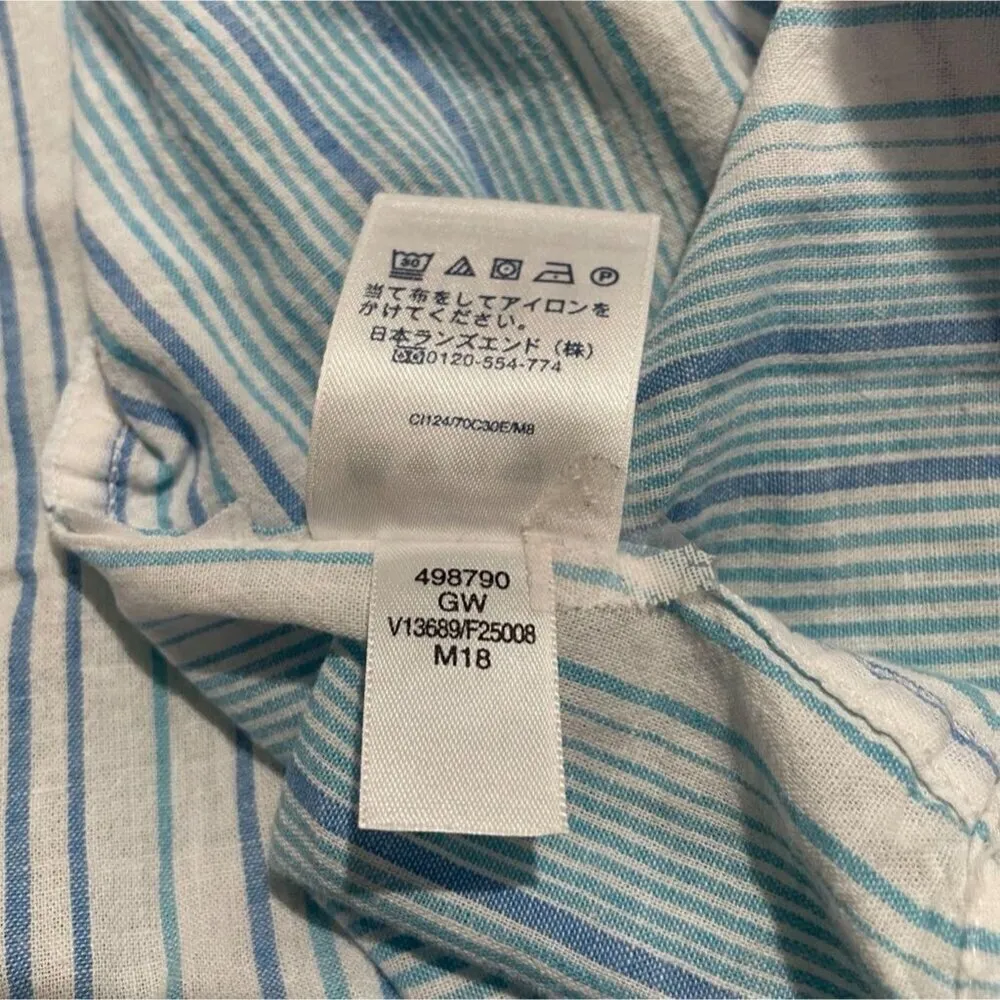 30
P
当て布をしてアイロンを
かけてください。
日本ランズエンド（株）
0120-554-774
CI124/70C30E/M8
498790
GW
V13689/F25008
M18